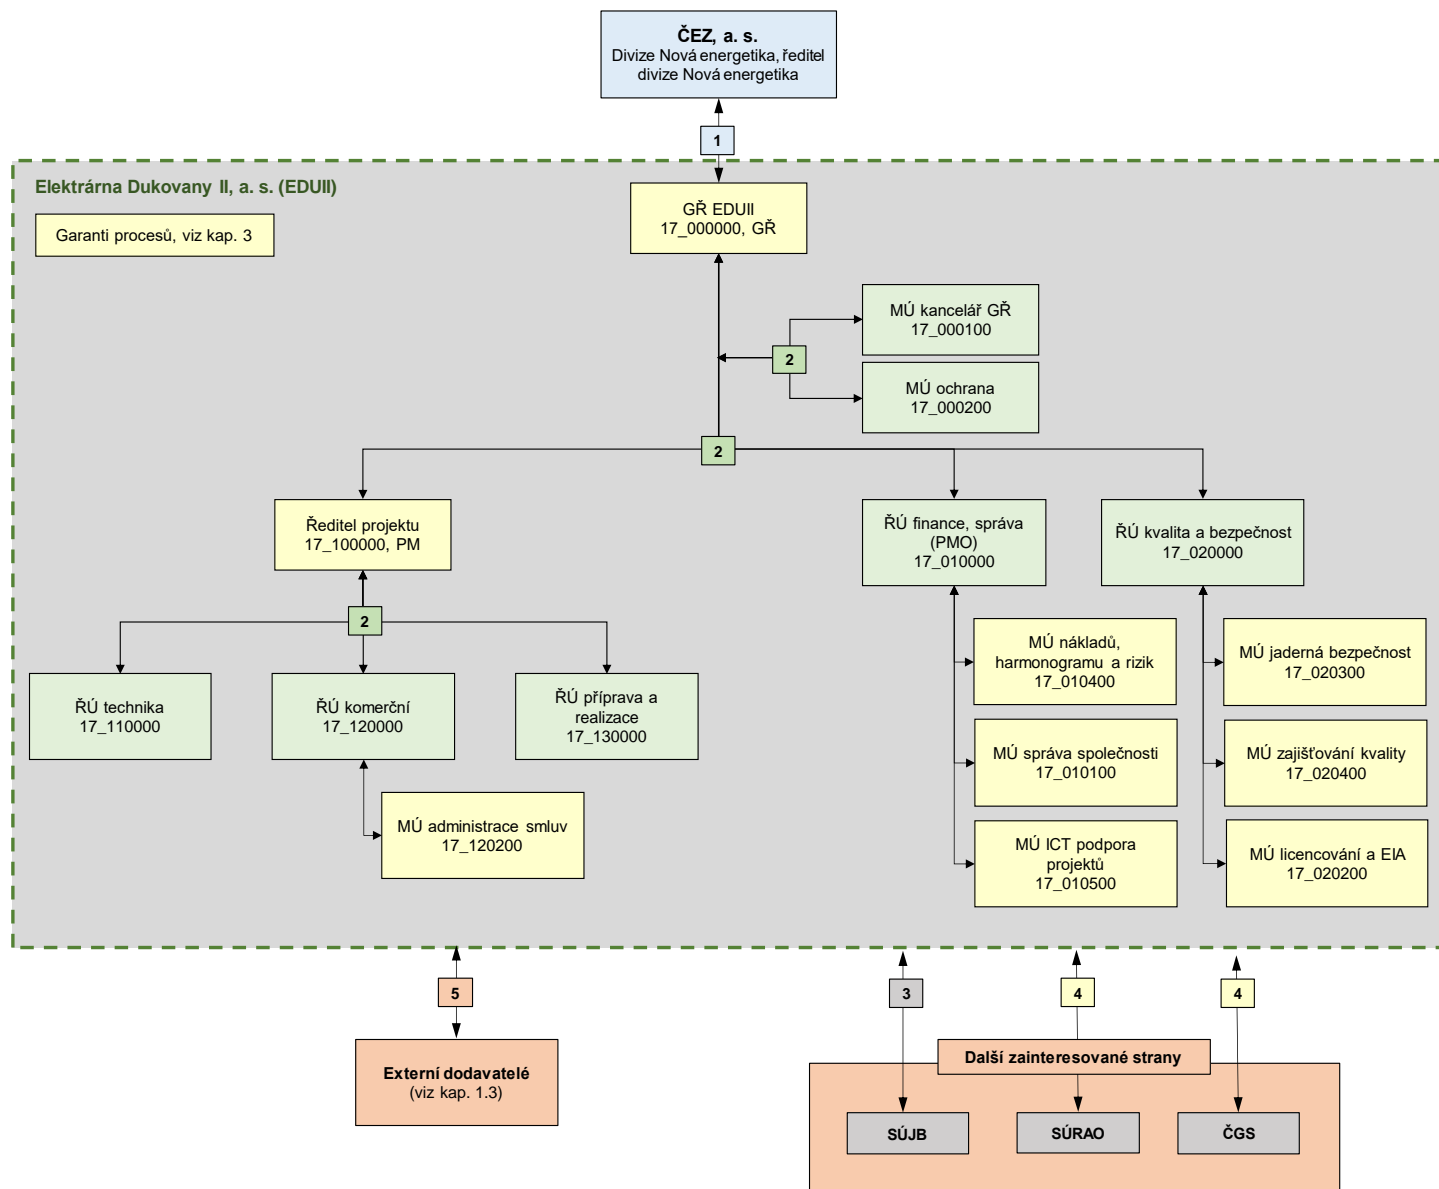 ČEZ, a. s.
Divize Nová energetika, ředitel
divize Nová energetika
1
Elektrárna Dukovany II, a. s. (EDUII)
Garanti procesů, viz kap. 3
GŘ EDUII
17_000000, GŘ
MÚ kancelář GŘ
17_000100
2
MÚ ochrana
17_000200
2
Ředitel projektu
17_100000, PM
ŘÚ finance, správa
(PMO)
17_010000
ŘÚ kvalita a bezpečnost
17_020000
2
ŘÚ technika
17_110000
ŘÚ komerční
17_120000
ŘÚ příprava a
realizace
17_130000
MÚ nákladů,
harmonogramu a rizik
17_010400
MÚ jaderná bezpečnost
17_020300
MÚ správa společnosti
17_010100
MÚ zajišťování kvality
17_020400
MÚ administrace smluv
17_120200
MÚ ICT podpora
projektů
17_010500
MÚ licencování a EIA
17_020200
5
3
4
4
Externí dodavatelé
(viz kap. 1.3)
Další zainteresované strany
SÚJB
SÚRAO
ČGS